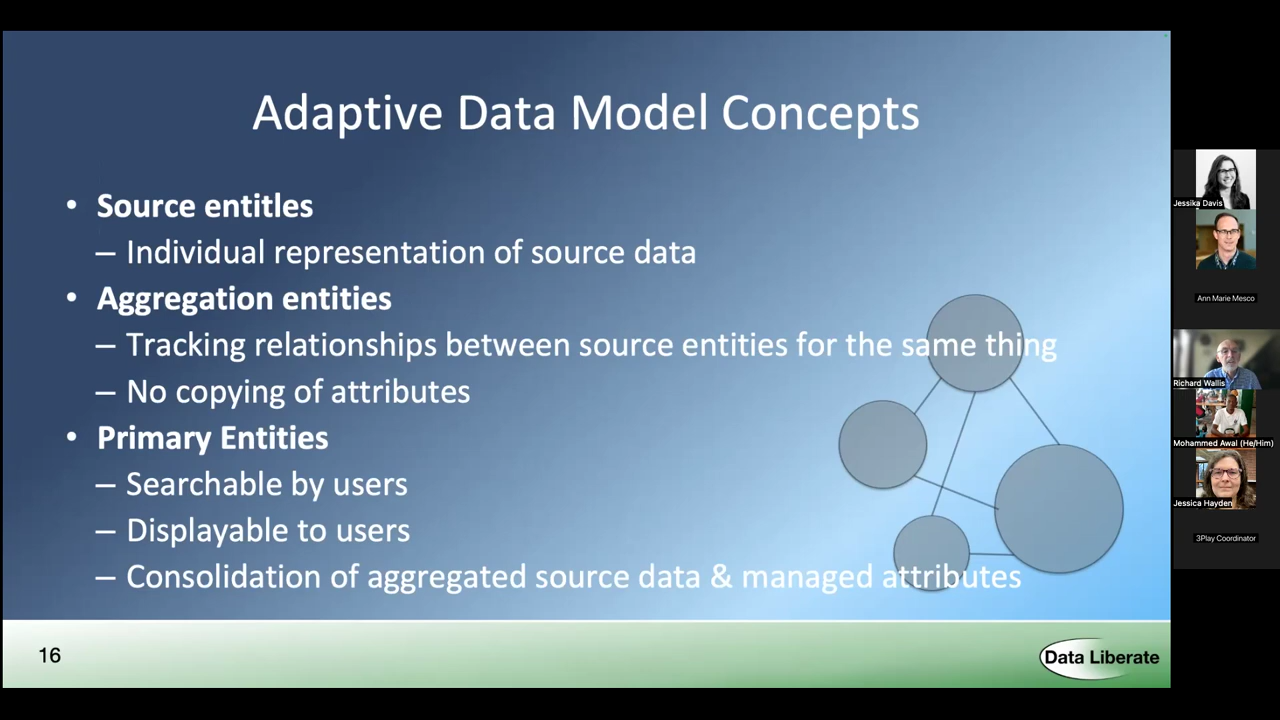 Adaptive Data Model Concepts
• Source entitles
– Individual representation of source data
• Aggregation entities
– Tracking relationships between source entities for the same thing
– No copying of attributes
• Primary Entities
– Searchable by users
– Displayable to users
– Consolidation of aggregated source data & managed attributes
16
Data Liberate
Jessika Davis
Ann Marie Mesco
Richard Wallis
Mohammed Awal (He/Him)
Jessica Hayden
3Play Coordinator